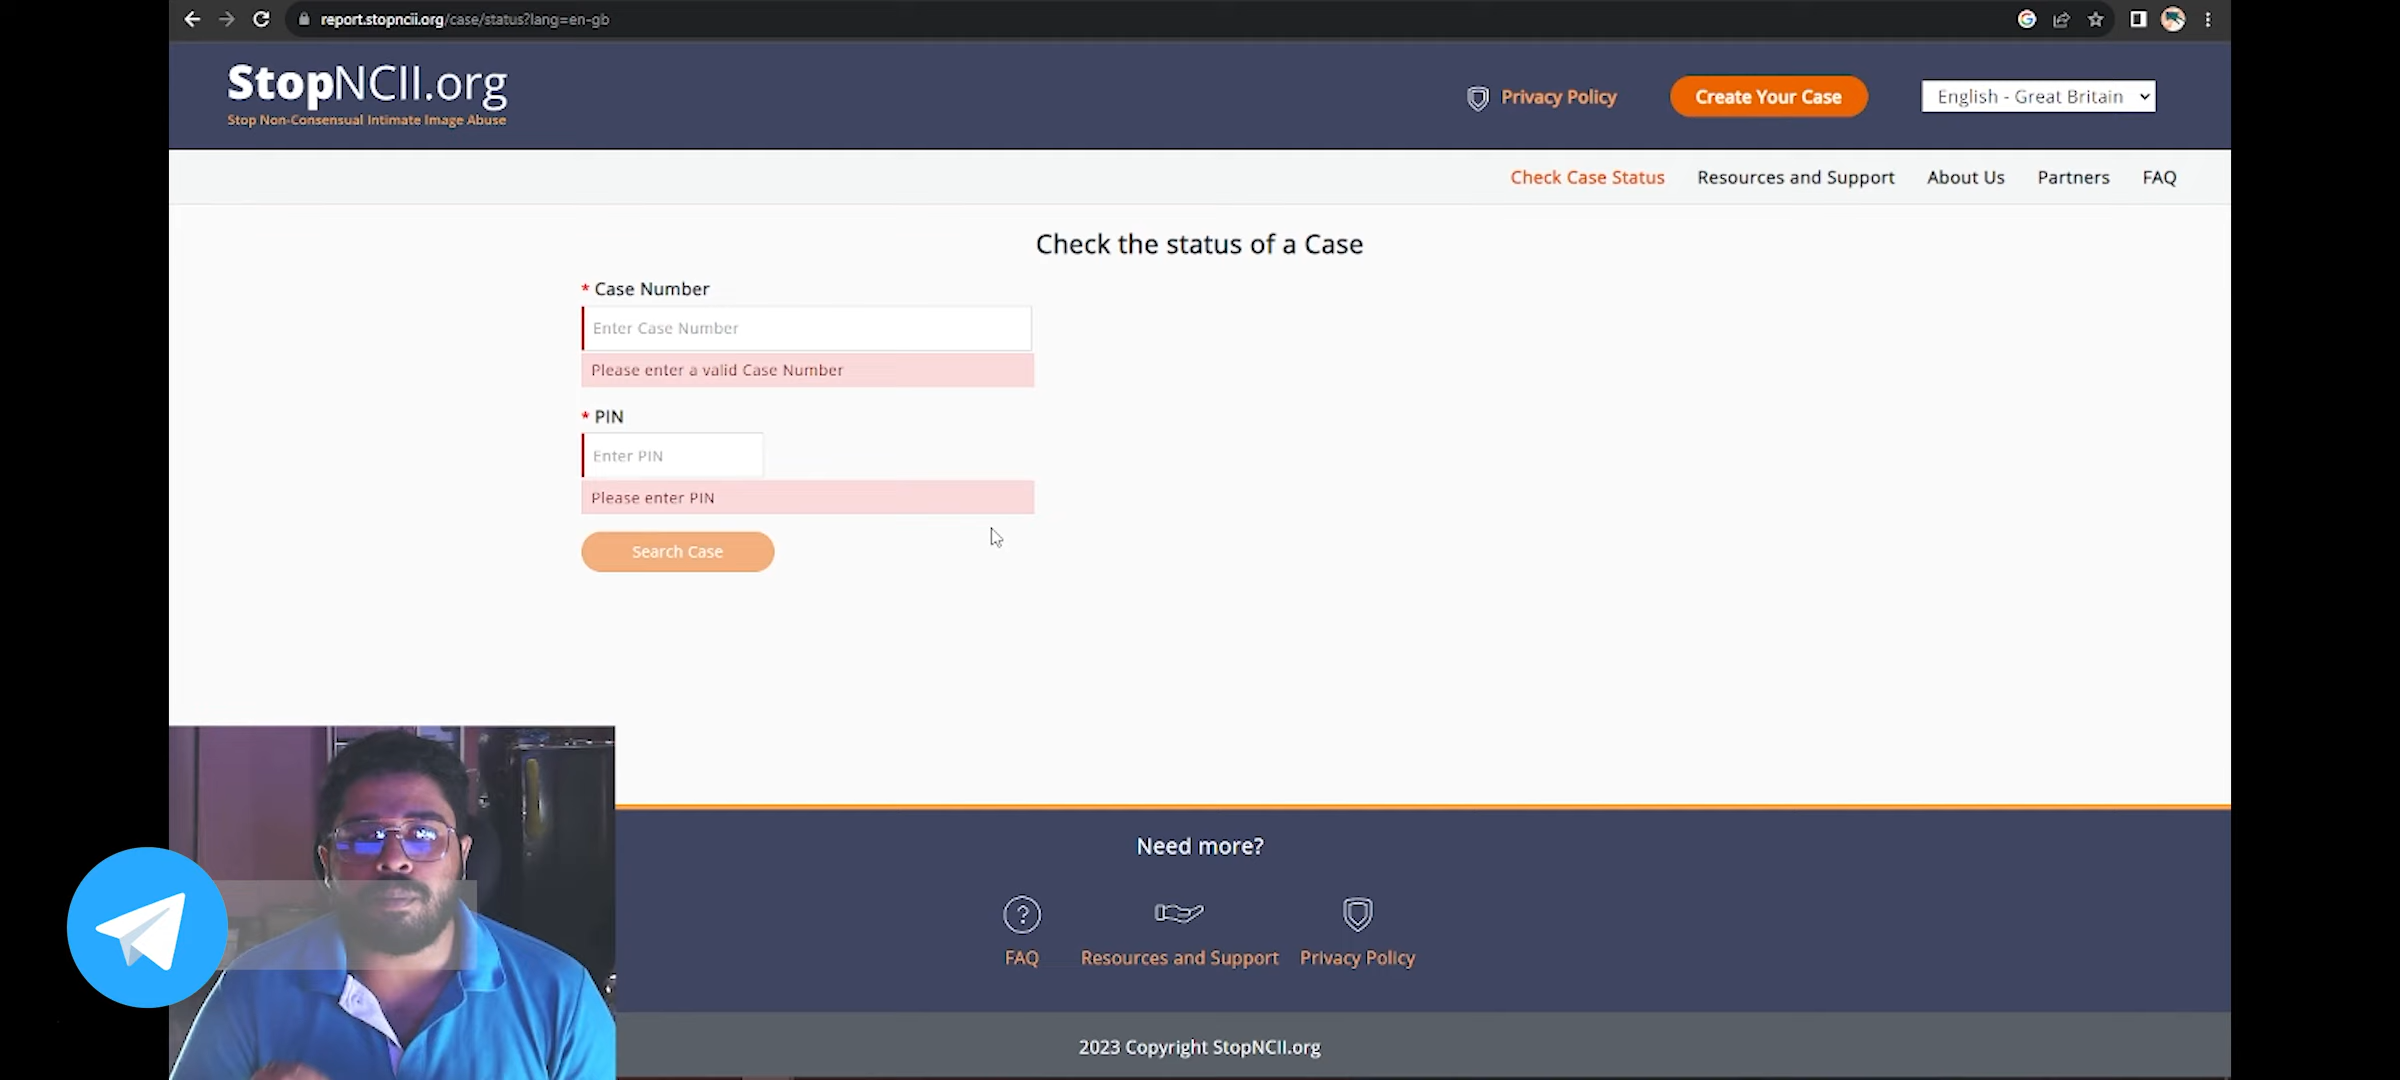 report.stopncii.org/case/status?lang=en-gb
StopNCII.org
Stop Non-Consensual Intimate Image Abuse
Privacy Policy
Create Your Case
English - Great Britain
Check Case Status
Resources and Support
About Us
Partners
FAQ
Check the status of a Case
* Case Number
Enter Case Number
Please enter a valid Case Number
* PIN
Enter PIN
Please enter PIN
Search Case
Need more?
FAQ
Resources and Support
Privacy Policy
2023 Copyright StopNCII.org